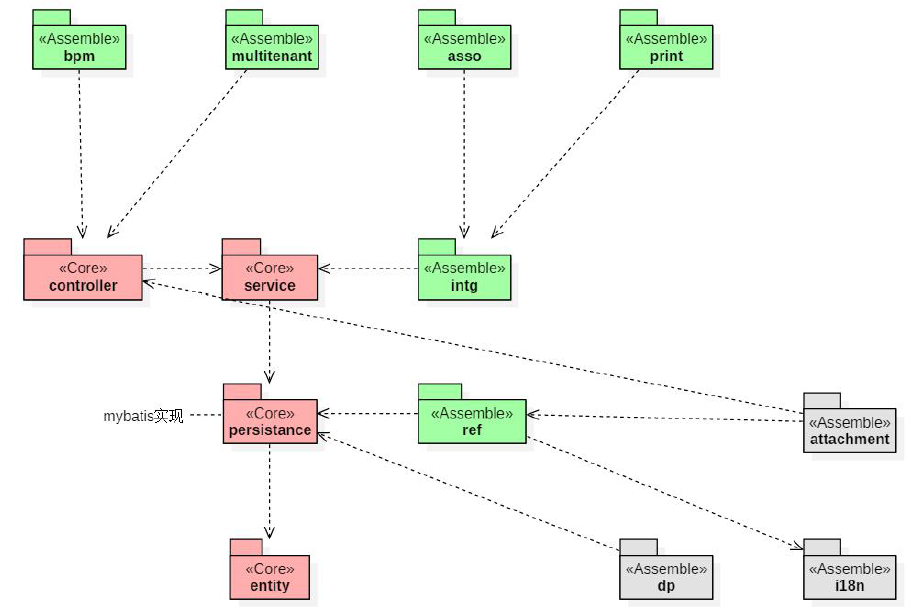 «Assemble»
bpm
«Assemble»
multitenant
«Assemble»
asso
«Assemble»
print
«Core»
controller
«Core»
service
«Assemble»
intg
mybatis实现
«Core»
persistance
«Assemble»
ref
«Assemble»
attachment
«Core»
entity
«Assemble»
dp
«Assemble»
i18n